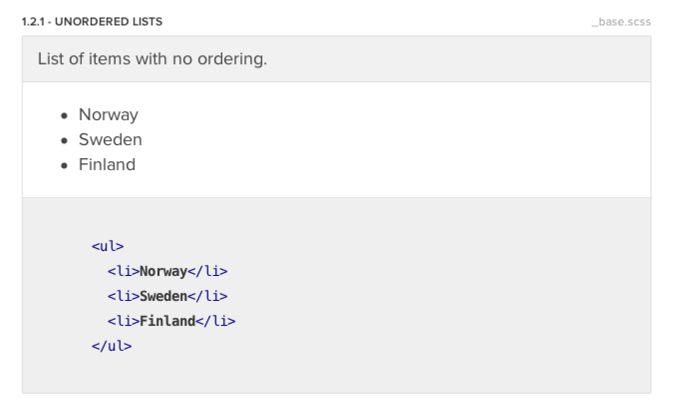 1.2.1 - UNORDERED LISTS
_base.scss
List of items with no ordering.
• Norway
• Sweden
• Finland
<ul>
  <li>Norway</li>
  <li>Sweden</li>
  <li>Finland</li>
</ul>